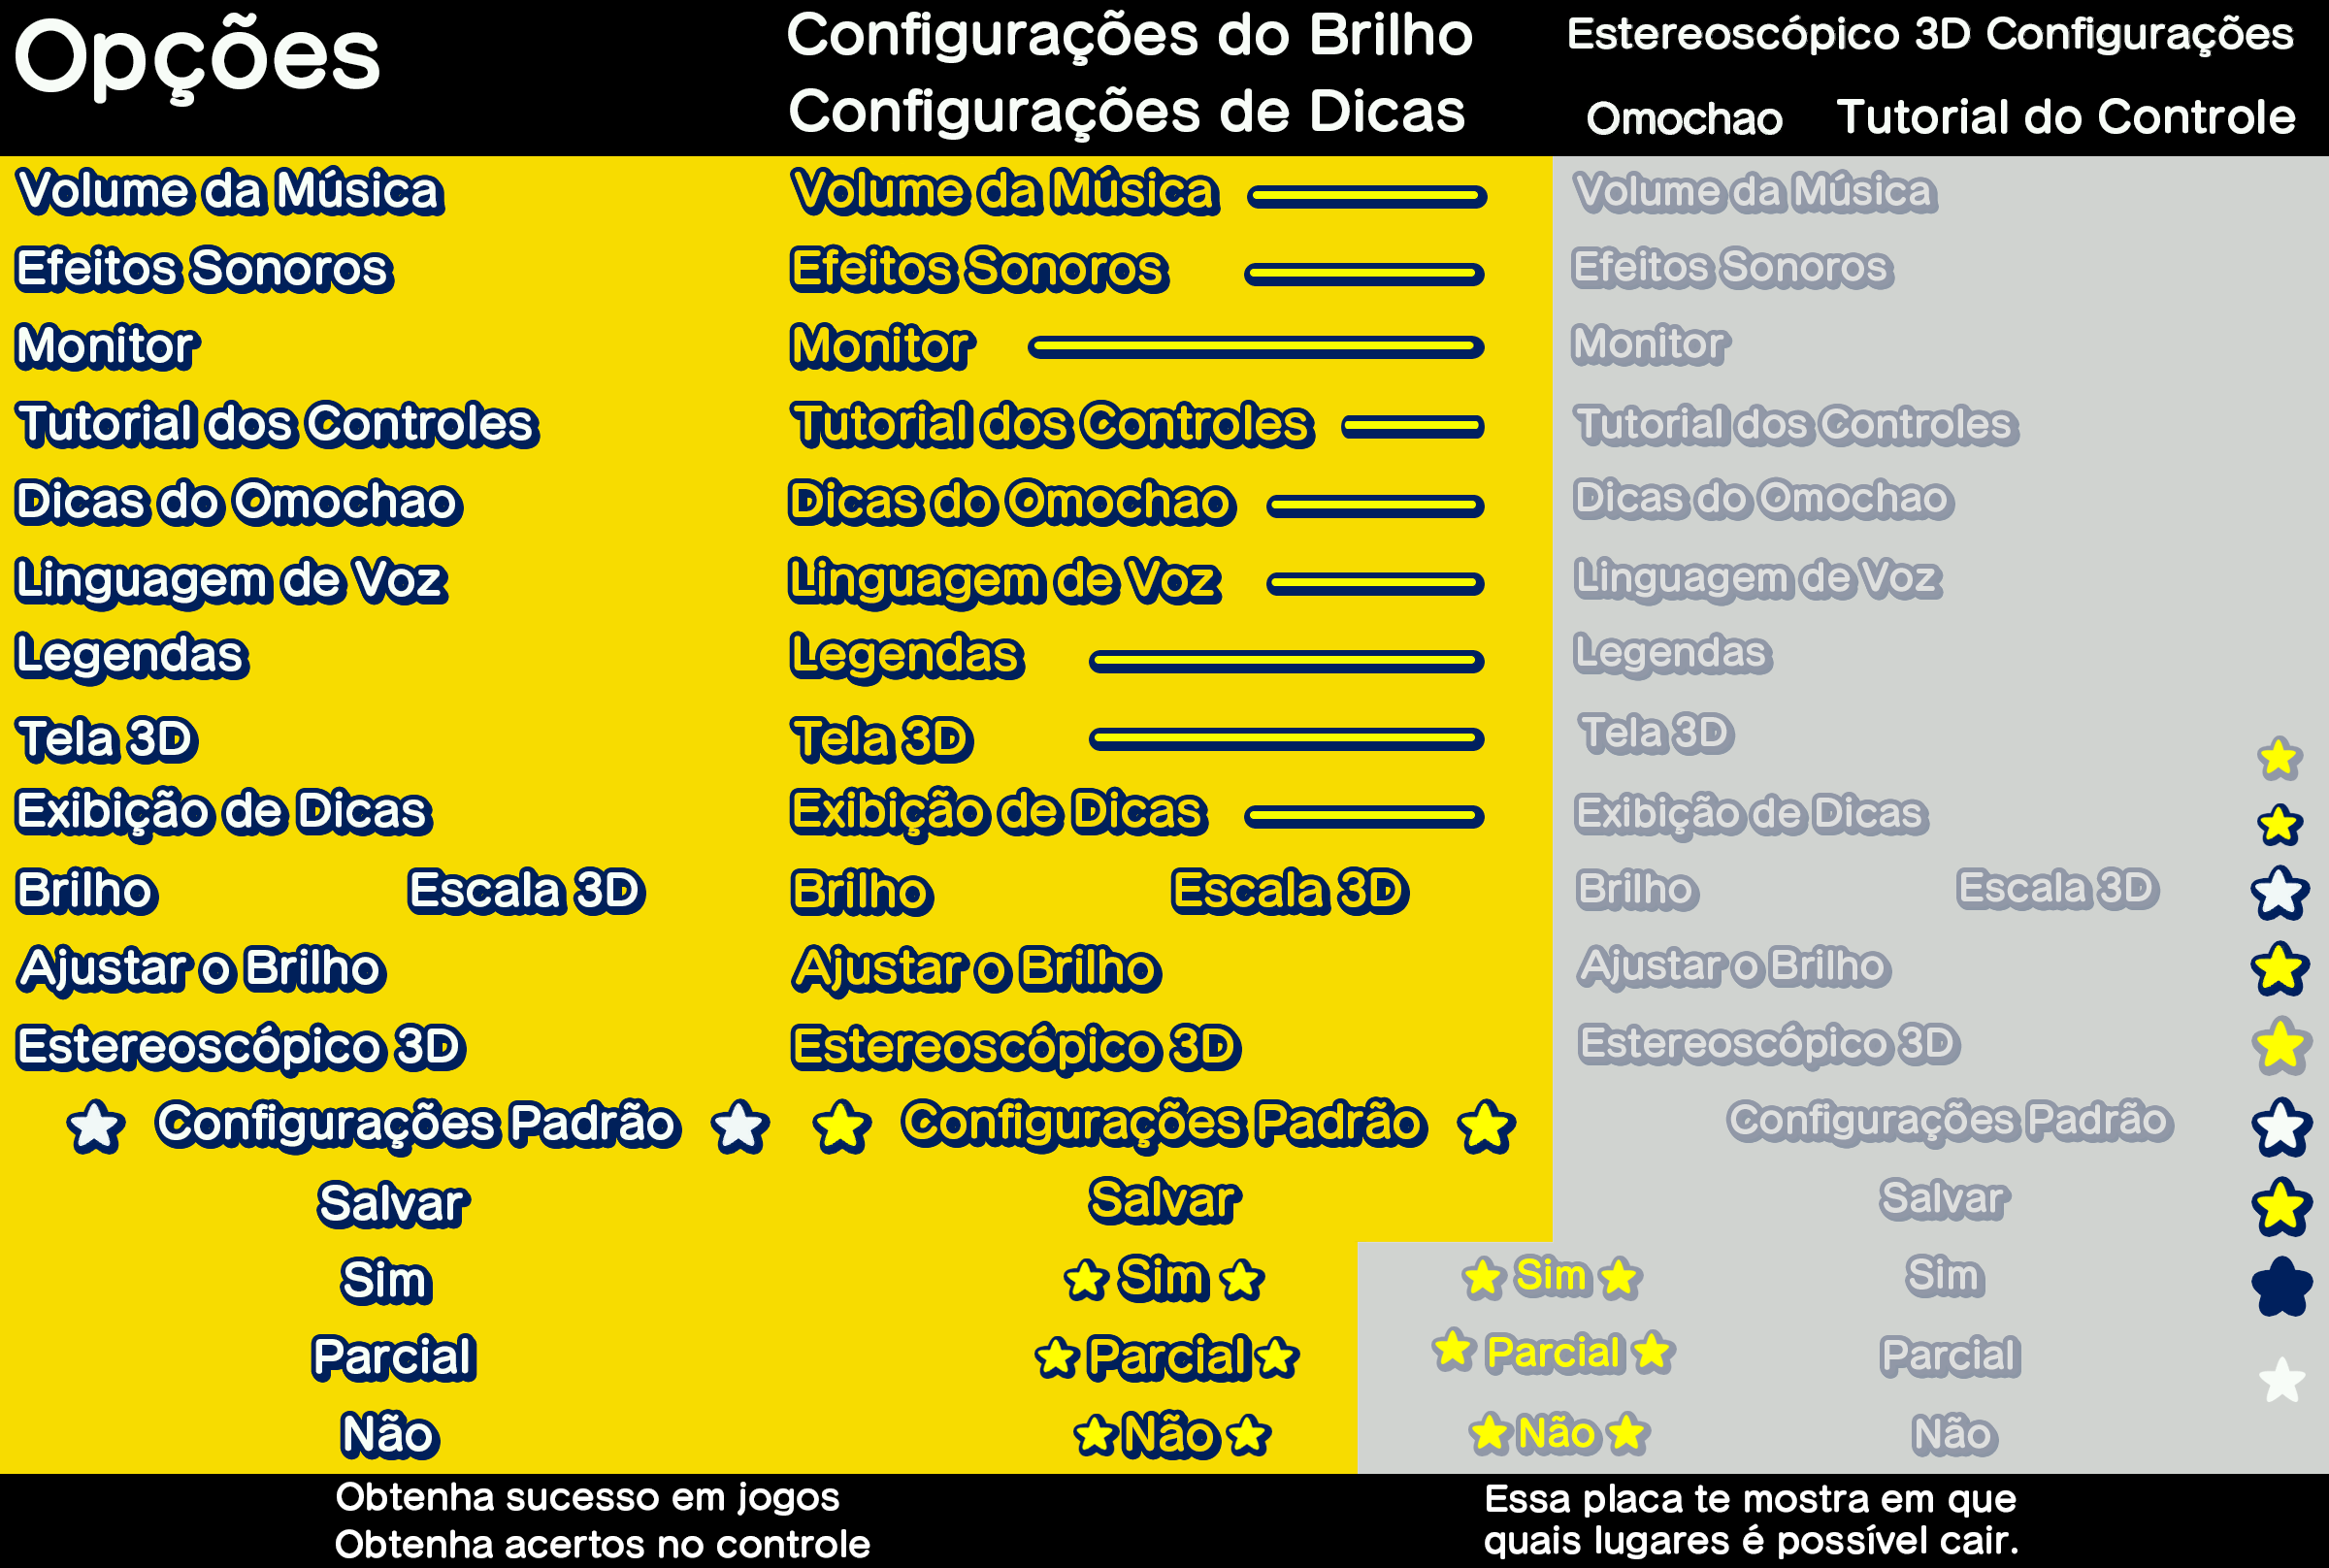 Opções
Configurações do Brilho
Configurações de Dicas
Estereoscópico 3D Configurações
Omochao
Tutorial do Controle
Volume da Música
Efeitos Sonoros
Monitor
Tutorial dos Controles
Dicas do Omochao
Linguagem de Voz
Legendas
Tela 3D
Exibição de Dicas
Brilho
Escala 3D
Ajustar o Brilho
Estereoscópico 3D
Configurações Padrão
Salvar
Sim
Parcial
Não
Volume da Música
Efeitos Sonoros
Monitor
Tutorial dos Controles
Dicas do Omochao
Linguagem de Voz
Legendas
Tela 3D
Exibição de Dicas
Brilho
Escala 3D
Ajustar o Brilho
Estereoscópico 3D
Configurações Padrão
Salvar
Sim
Parcial
Não
Sim
Parcial
Não
Volume da Música
Efeitos Sonoros
Monitor
Tutorial dos Controles
Dicas do Omochao
Linguagem de Voz
Legendas
Tela 3D
Exibição de Dicas
Brilho
Escala 3D
Ajustar o Brilho
Estereoscópico 3D
Configurações Padrão
Salvar
Sim
Parcial
Não
Obtenha sucesso em jogos
Obtenha acertos no controle
Essa placa te mostra em que
quais lugares é possível cair.